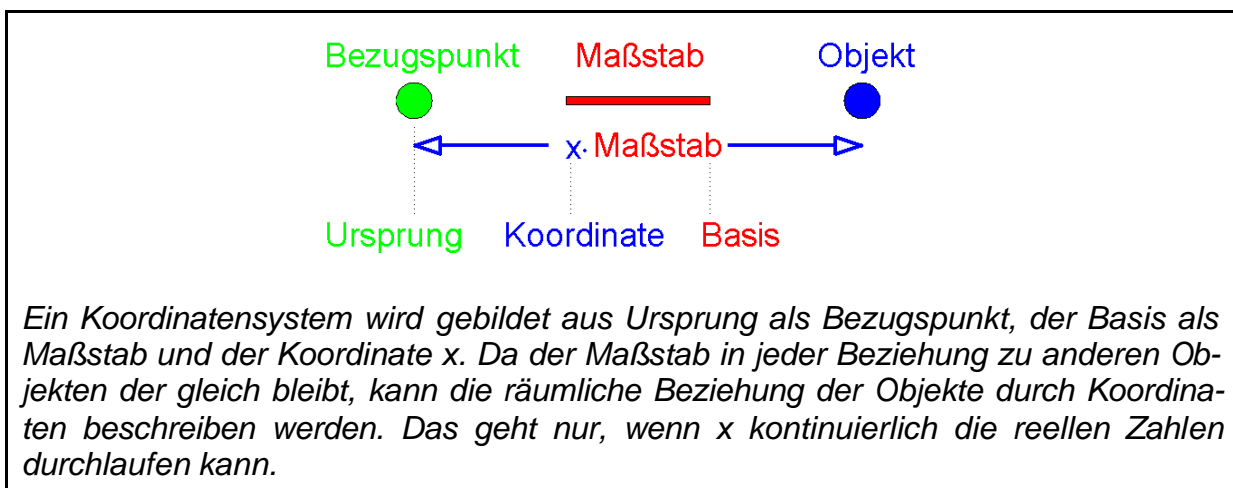 Bezugspunkt Maßstab Objekt
x· Maßstab
Ursprung Koordinate Basis
Ein Koordinatensystem wird gebildet aus Ursprung als Bezugspunkt, der Basis als
Maßstab und der Koordinate x. Da der Maßstab in jeder Beziehung zu anderen Ob-
jekten der gleich bleibt, kann die räumliche Beziehung der Objekte durch Koordina-
ten beschreiben werden. Das geht nur, wenn x kontinuierlich die reellen Zahlen
durchlaufen kann.